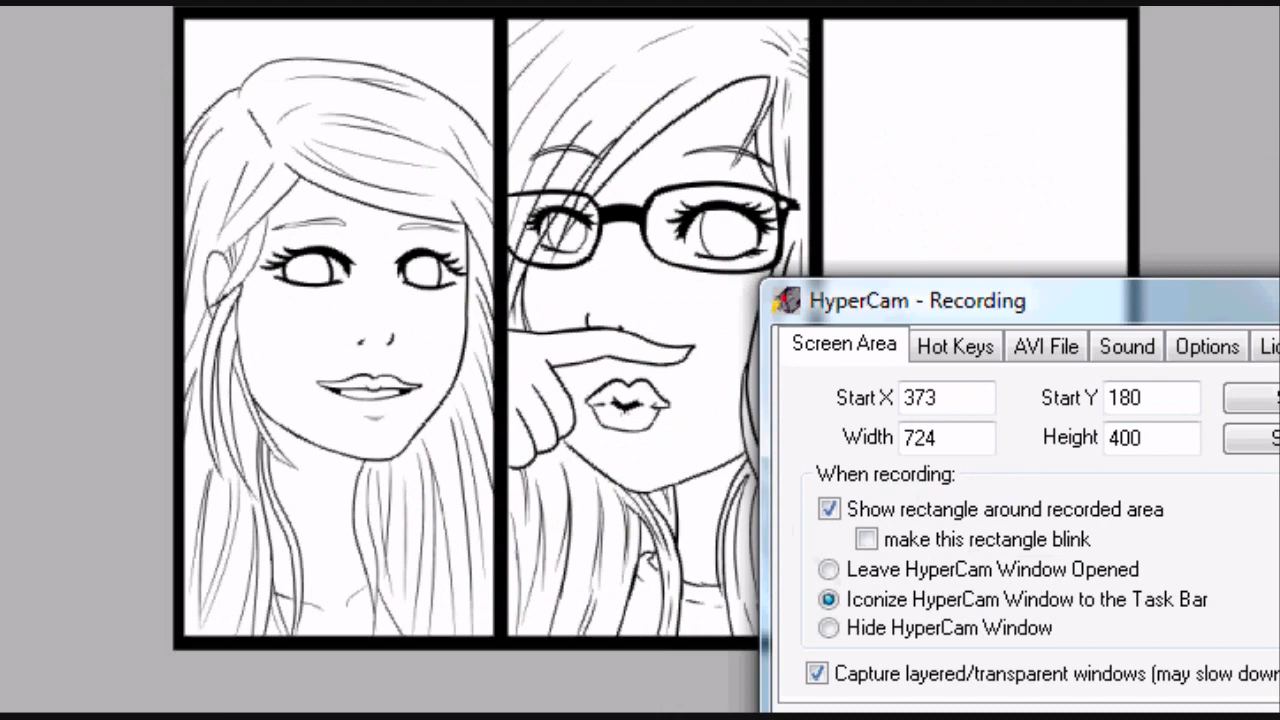 HyperCam - Recording
Screen Area Hot Keys AVI File Sound Options
Start X 373 Start Y 180
Width 724 Height 400
When recording:
Show rectangle around recorded area
make this rectangle blink
Leave HyperCam Window Opened
Iconize HyperCam Window to the Task Bar
Hide HyperCam Window
Capture layered/transparent windows (may slow down